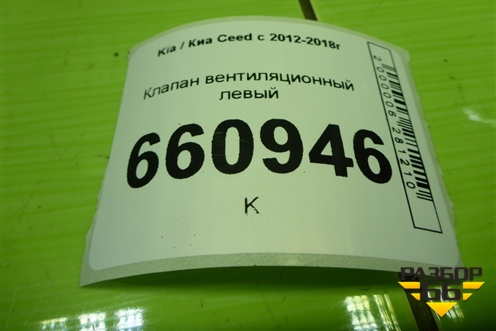 Kia / Киа Ceed с 2012-2018г
Клапан вентиляционный
левый
660946
К
2000006281210
РАЗБОР
66